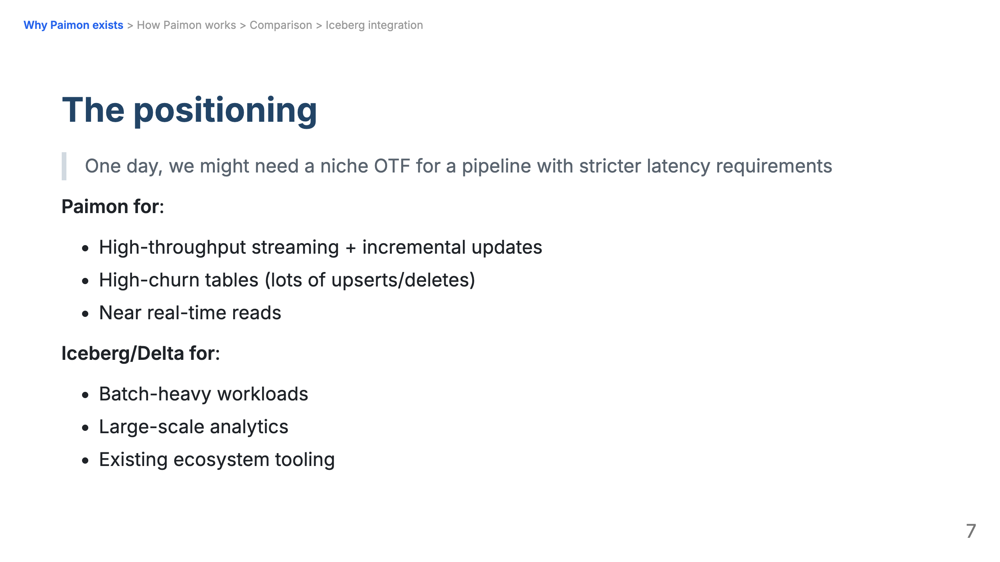 Why Paimon exists > How Paimon works > Comparison > Iceberg integration
The positioning
One day, we might need a niche OTF for a pipeline with stricter latency requirements
Paimon for:
• High-throughput streaming + incremental updates
• High-churn tables (lots of upserts/deletes)
• Near real-time reads
Iceberg/Delta for:
• Batch-heavy workloads
• Large-scale analytics
• Existing ecosystem tooling
7